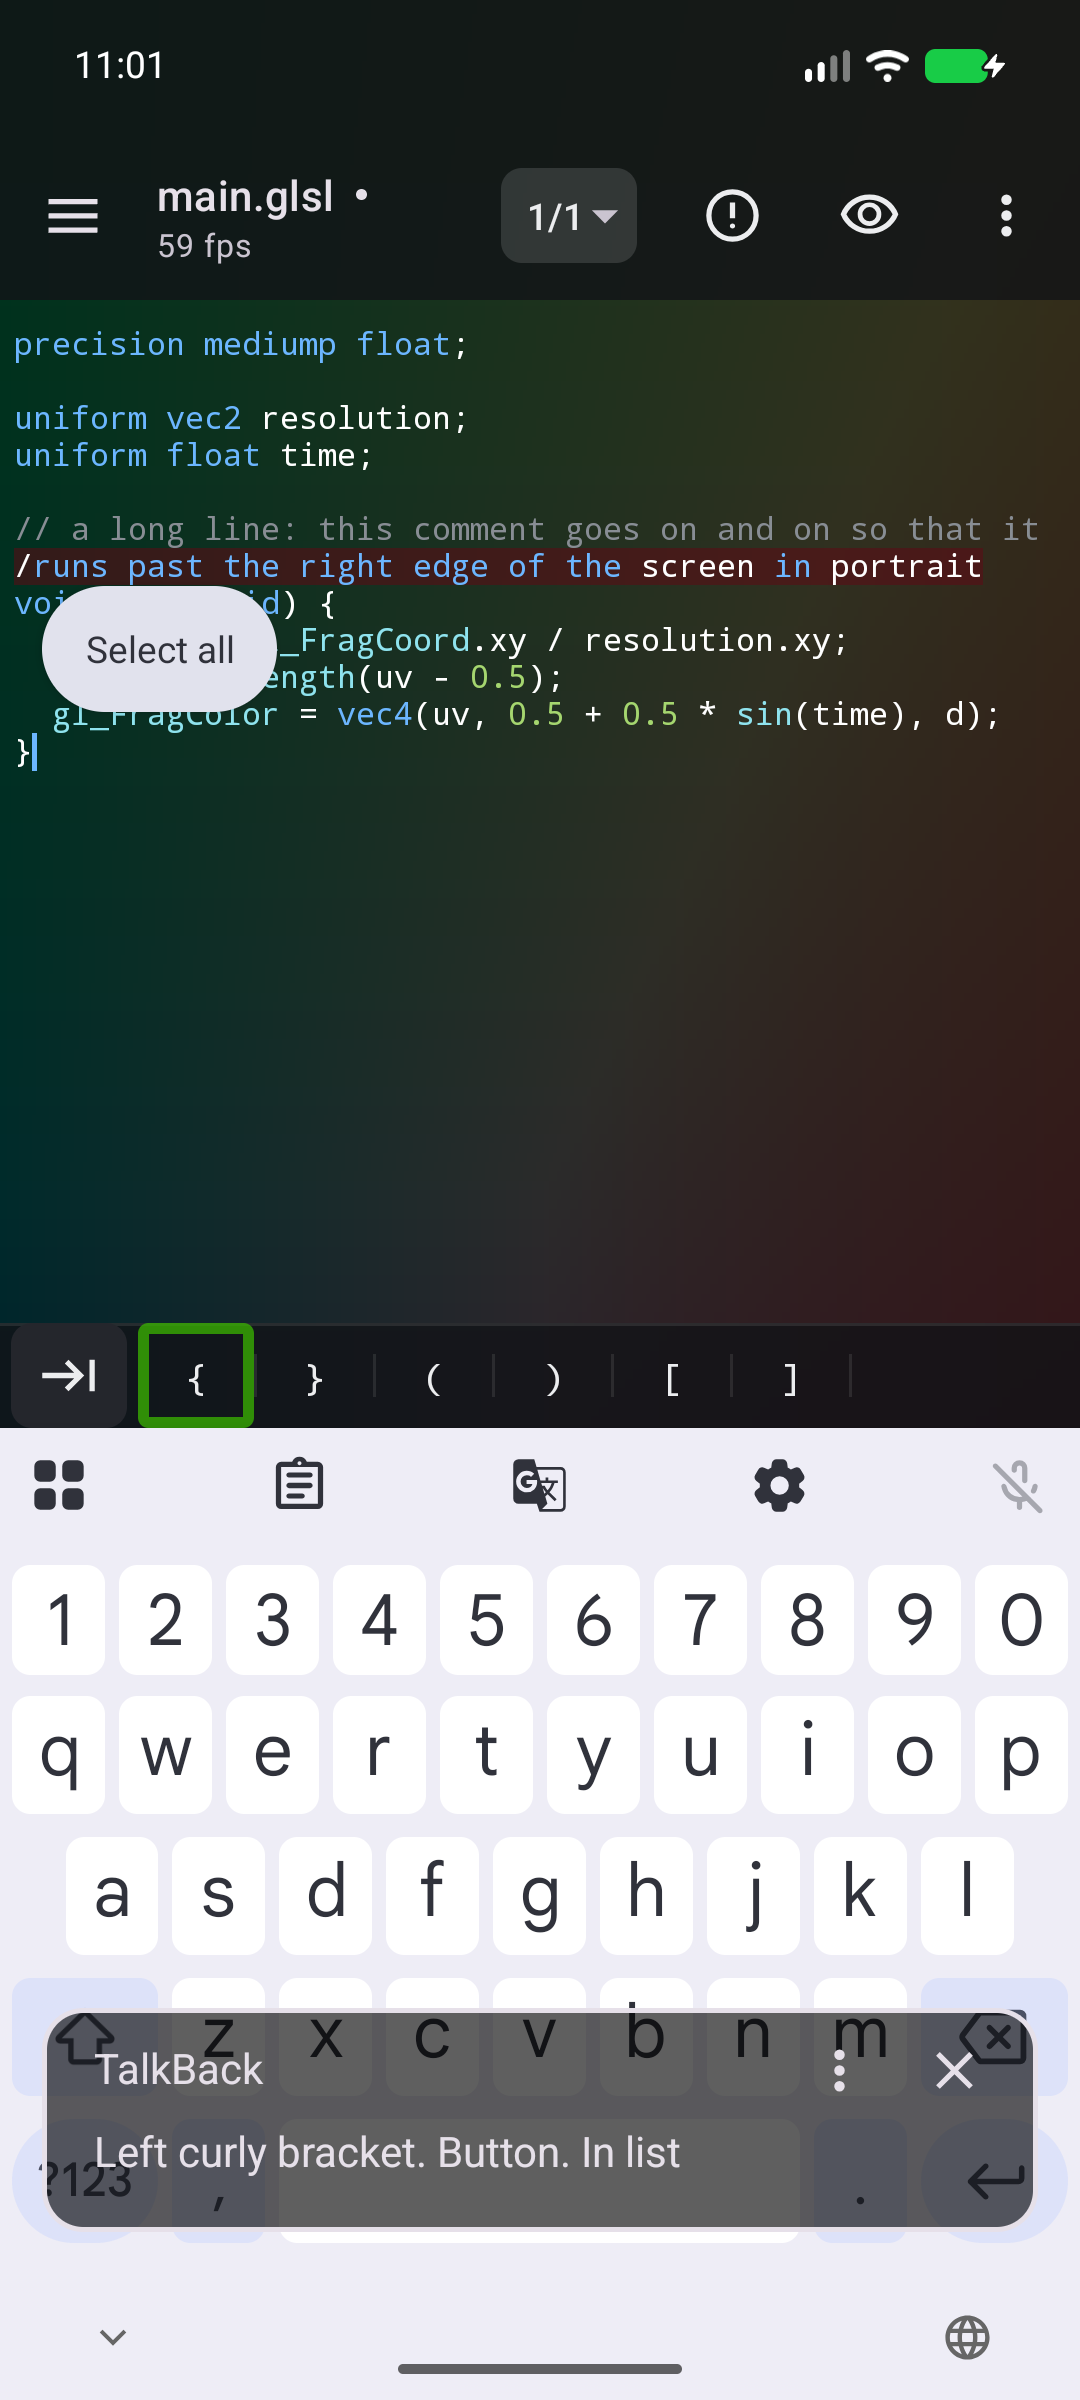 11:01
main.glsl •
59 fps
1/1
precision mediump float;
uniform vec2 resolution;
uniform float time;
// a long line: this comment goes on and on so that it
/runs past the right edge of the screen in portrait
voi d) {
_FragCoord.xy / resolution.xy;
ength(uv - 0.5);
gl_FragColor = vec4(uv, 0.5 + 0.5 * sin(time), d);
}
Select all
{ } ( ) [ ]
1 2 3 4 5 6 7 8 9 0
q w e r t y u i o p
a s d f g h j k l
z x c v b n m
TalkBack
Left curly bracket. Button. In list
?123 , .